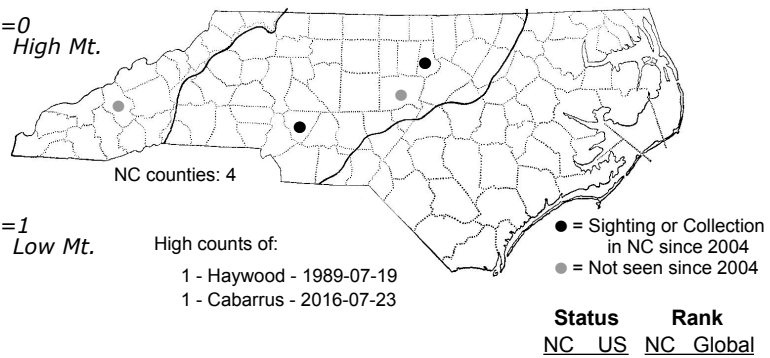 =0
High Mt.
NC counties: 4
=1
Low Mt.
High counts of:
1 - Haywood - 1989-07-19
1 - Cabarrus - 2016-07-23
● = Sighting or Collection
in NC since 2004
● = Not seen since 2004
Status Rank
NC US NC Global